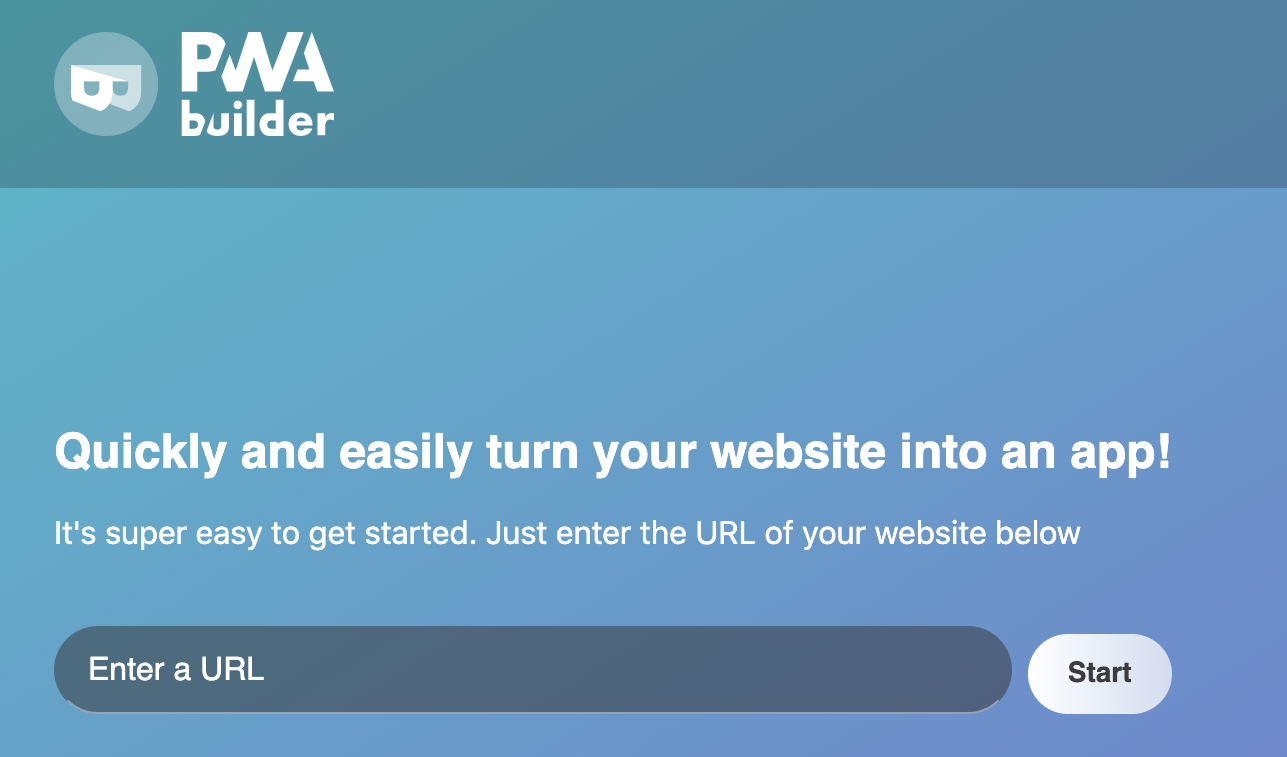 PWA
builder
Quickly and easily turn your website into an app!
It's super easy to get started. Just enter the URL of your website below
Enter a URL
Start